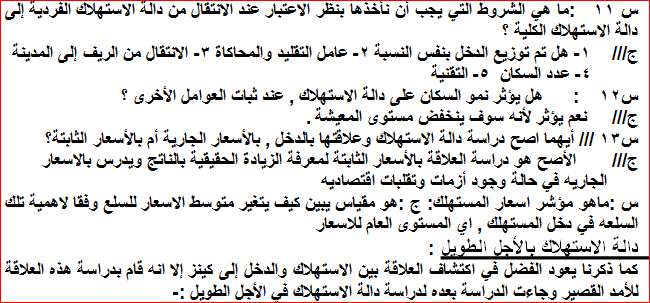 س ١١ :ما هي الشروط التي يجب أن نأخذها بنظر الاعتبار عند الانتقال من دالة الاستهلاك الفردية إلى
دالة الاستهلاك الكلية ؟
ج/// ١- هل تم توزيع الدخل بنفس النسبة ٢- عامل التقليد والمحاكاة ٣- الانتقال من الريف إلى المدينة
٤- عدد السكان ٥- التقنية
س١٢ : هل يؤثر نمو السكان على دالة الاستهلاك , عند ثبات العوامل الأخرى ؟
ج/// نعم يؤثر لأنه سوف ينخفض مستوى المعيشة .
س١٣ /// أيهما اصح دراسة دالة الاستهلاك وعلاقتها بالدخل , بالأسعار الجارية أم بالأسعار الثابتة؟
ج/// الأصح هو دراسة العلاقة بالأسعار الثابتة لمعرفة الزيادة الحقيقية بالناتج ويدرس بالاسعار
الجاريه في حالة وجود أزمات وتقلبات اقتصاديه
س :ماهو مؤشر اسعار المستهلك: ج :هو مقياس يبين كيف يتغير متوسط الاسعار للسلع وفقا لاهمية تلك
السلعه في دخل المستهلك , اي المستوى العام للاسعار
دالة الاستهلاك بالأجل الطويل :
كما ذكرنا يعود الفضل في اكتشاف العلاقة بين الاستهلاك والدخل إلى كينز إلا انه قام بدراسة هذه العلاقة
للأمد القصير وجاءت الدراسة بعده لدراسة دالة الاستهلاك في الأجل الطويل :-